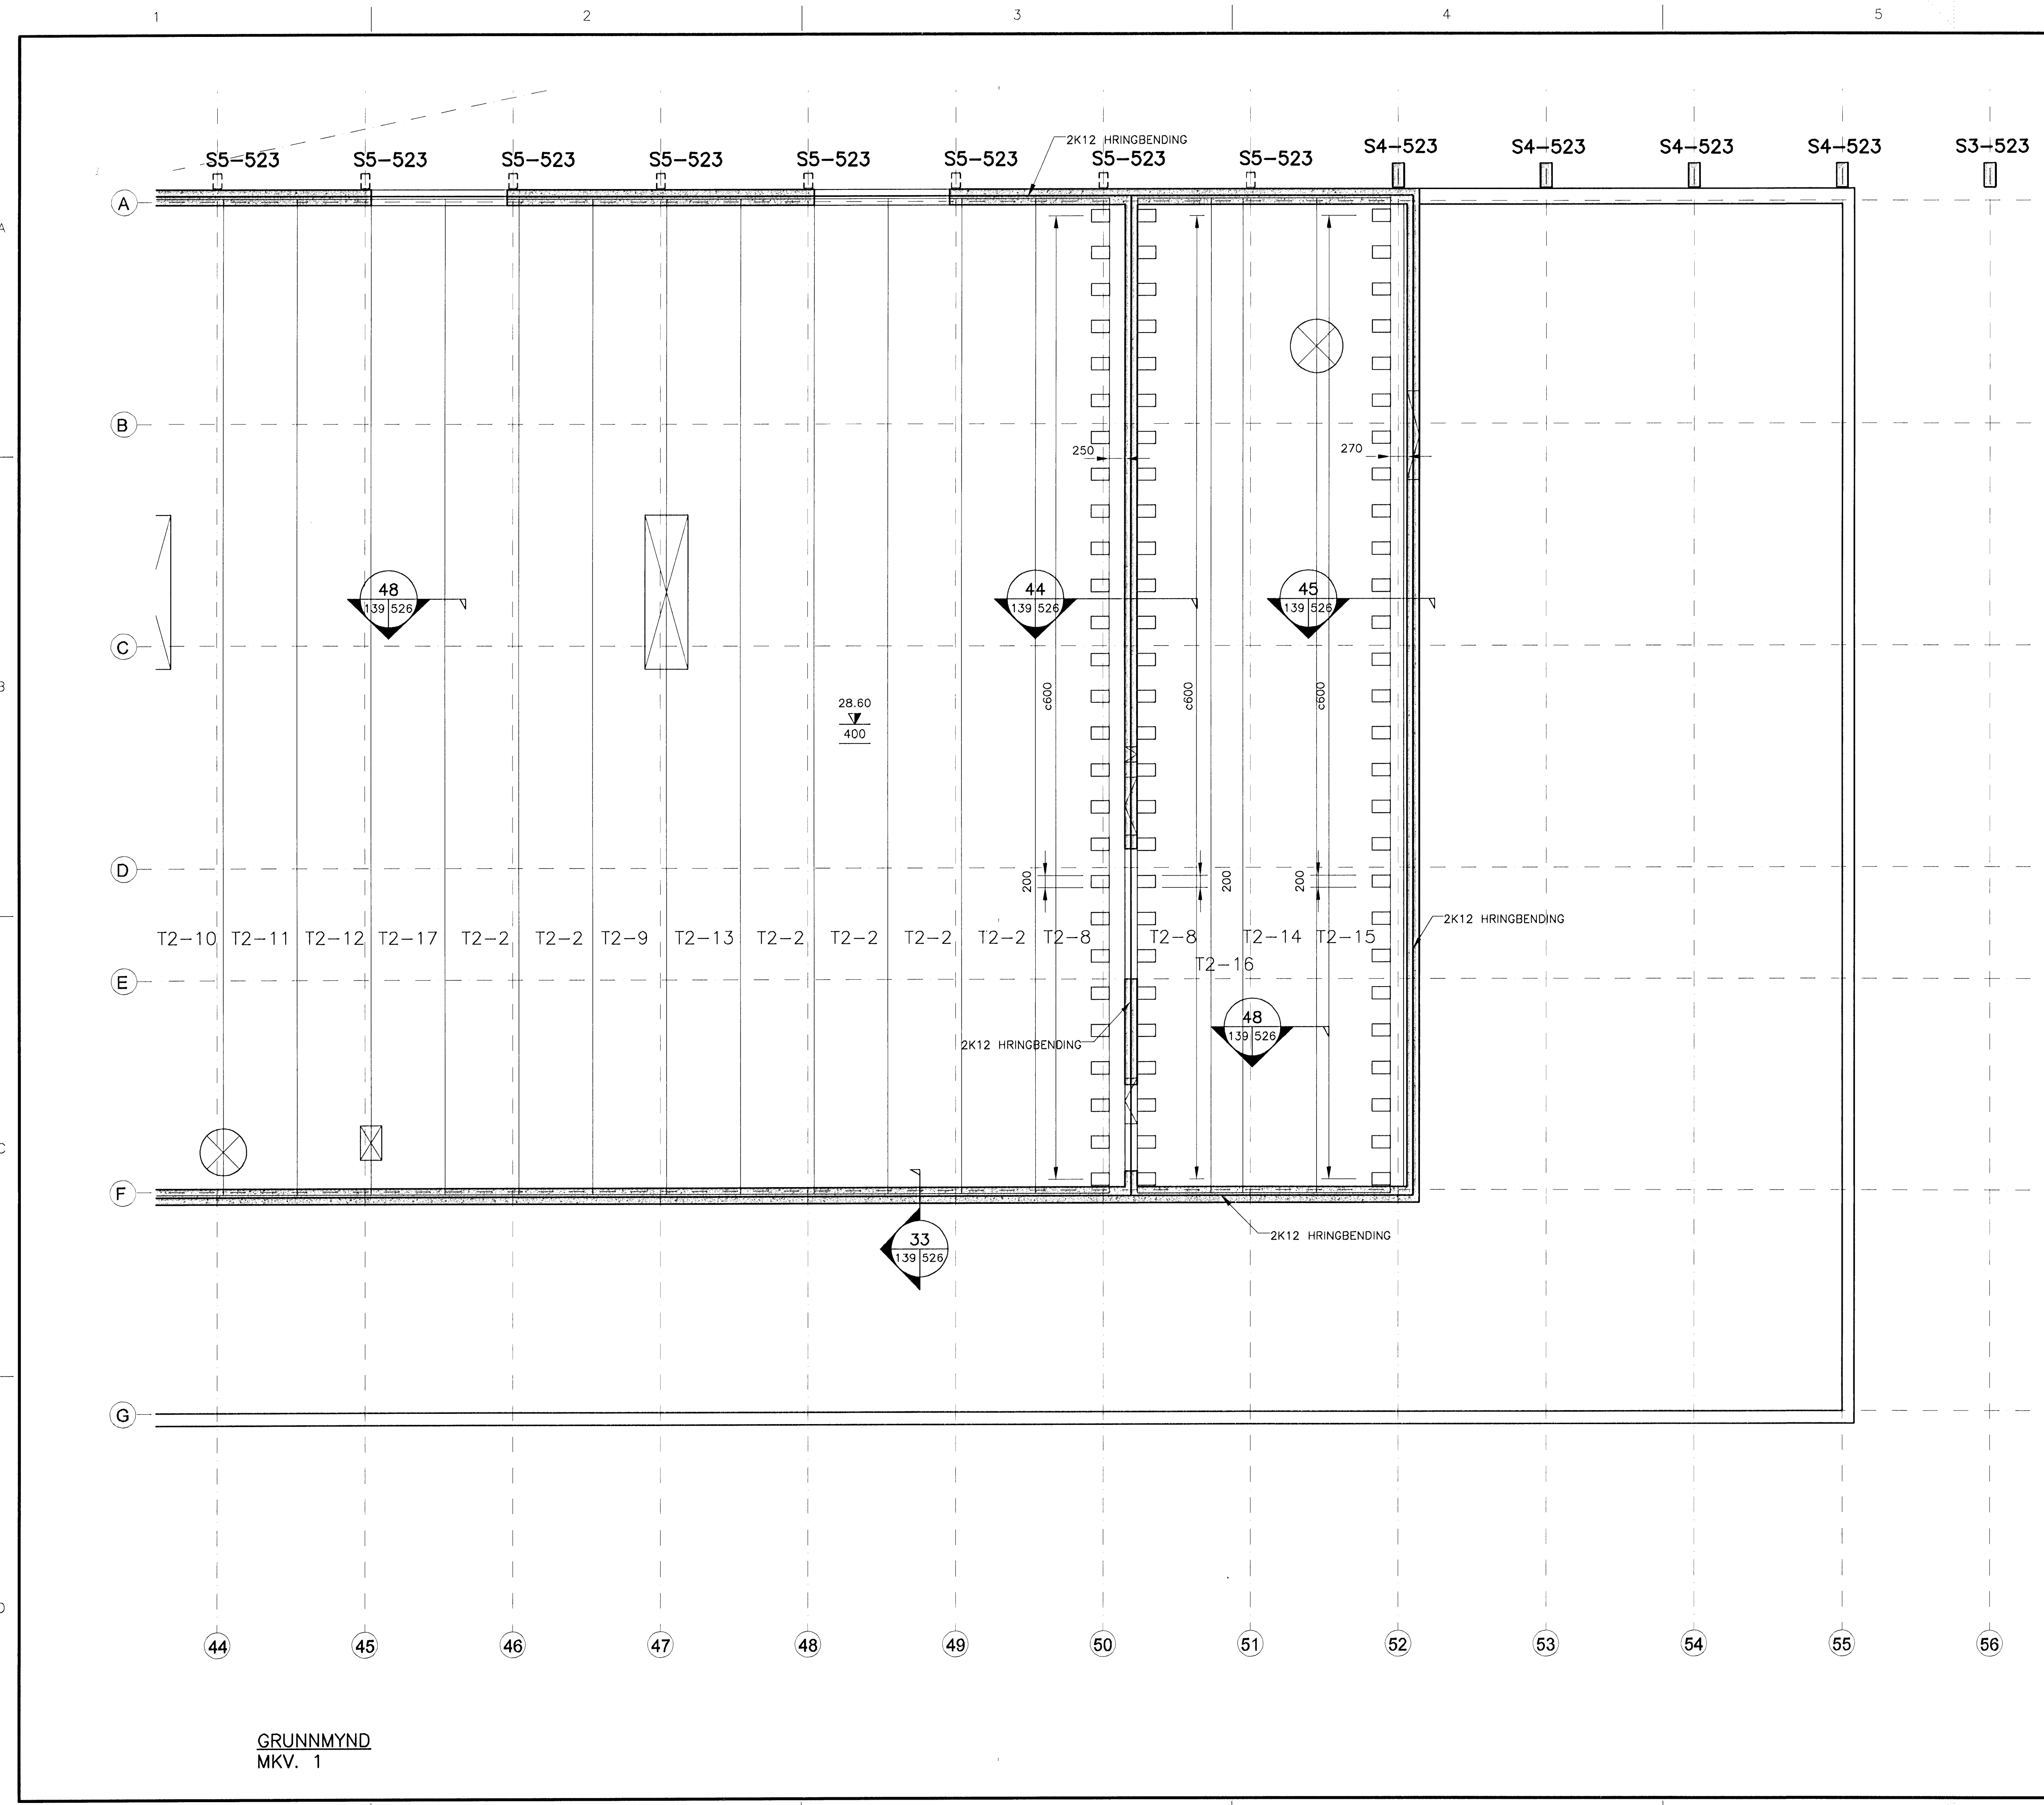 1 2 3 4 5
S5-523 S5-523 S5-523 S5-523 S5-523 S5-523 S5-523 S5-523 S4-523 S4-523 S4-523 S4-523 S3-523
2K12 HRINGBENDING
A
A
B
250
270
48
139 526
44
139 526
45
139 526
C
B
c600
c600
c600
28.60
400
D
200
200
200
2K12 HRINGBENDING
T2-10 T2-11 T2-12 T2-17 T2-2 T2-2 T2-9 T2-13 T2-2 T2-2 T2-2 T2-2 T2-8 T2-8 T2-14 T2-15
T2-16
E
48
139 526
2K12 HRINGBENDING
C
F
2K12 HRINGBENDING
33
139 526
G
D
44 45 46 47 48 49 50 51 52 53 54 55 56
GRUNNMYND
MKV. 1